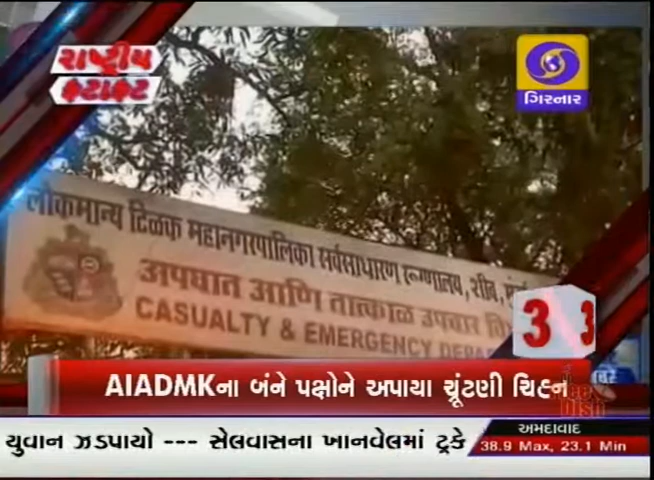 રાષ્ટ્રીય
ફટાફટ
ગિરનાર
लोकमान्य टिळक महानगरपालिका सर्वसाधारण रूग्णालय, शीव,
अपघात आणि तात्काळ उपचार
CASUALTY & EMERGENCY
3
3
AIADMKના બંને પક્ષોને અપાયા ચૂંટણી ચિહ્ન
યુવાન ઝડપાયો --- સેલવાસના ખાનવેલમાં ટ્રકે
અમદાવાદ
38.9 Max, 23.1 Min